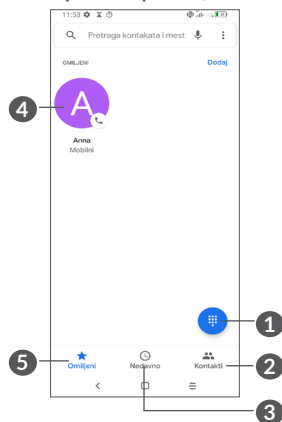 11:53
Pretraga kontakata i mest
OMILJENI
Dodaj
4
A
Anna
Mobilni
1
5
Omiljeni
Nedavno
Kontakti
2
3